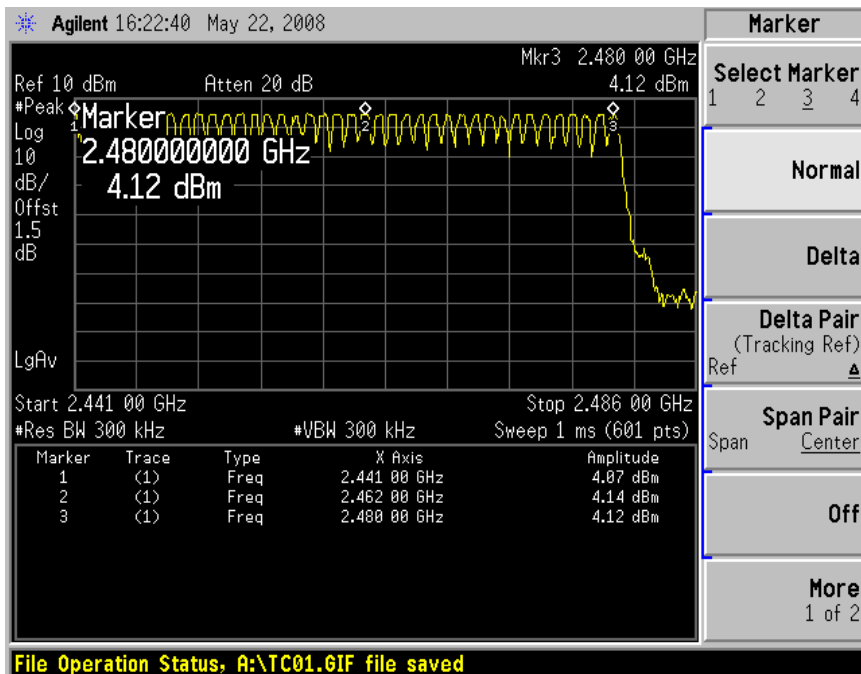 Agilent 16:22:40 May 22, 2008
Mkr3 2.480 00 GHz
Ref 10 dBm Atten 20 dB 4.12 dBm
#Peak
Log
10
dB/
Offst
1.5
dB
LgAv
Marker
2.480000000 GHz
4.12 dBm
1 2 3
Start 2.441 00 GHz Stop 2.486 00 GHz
#Res BW 300 kHz #VBW 300 kHz Sweep 1 ms (601 pts)
Marker Trace Type X Axis Amplitude
1 (1) Freq 2.441 00 GHz 4.07 dBm
2 (1) Freq 2.462 00 GHz 4.14 dBm
3 (1) Freq 2.480 00 GHz 4.12 dBm
File Operation Status, A:\TC01.GIF file saved
Marker
Select Marker
1 2 3 4
Normal
Delta
Delta Pair
(Tracking Ref)
Ref Δ
Span Pair
Span Center
Off
More
1 of 2